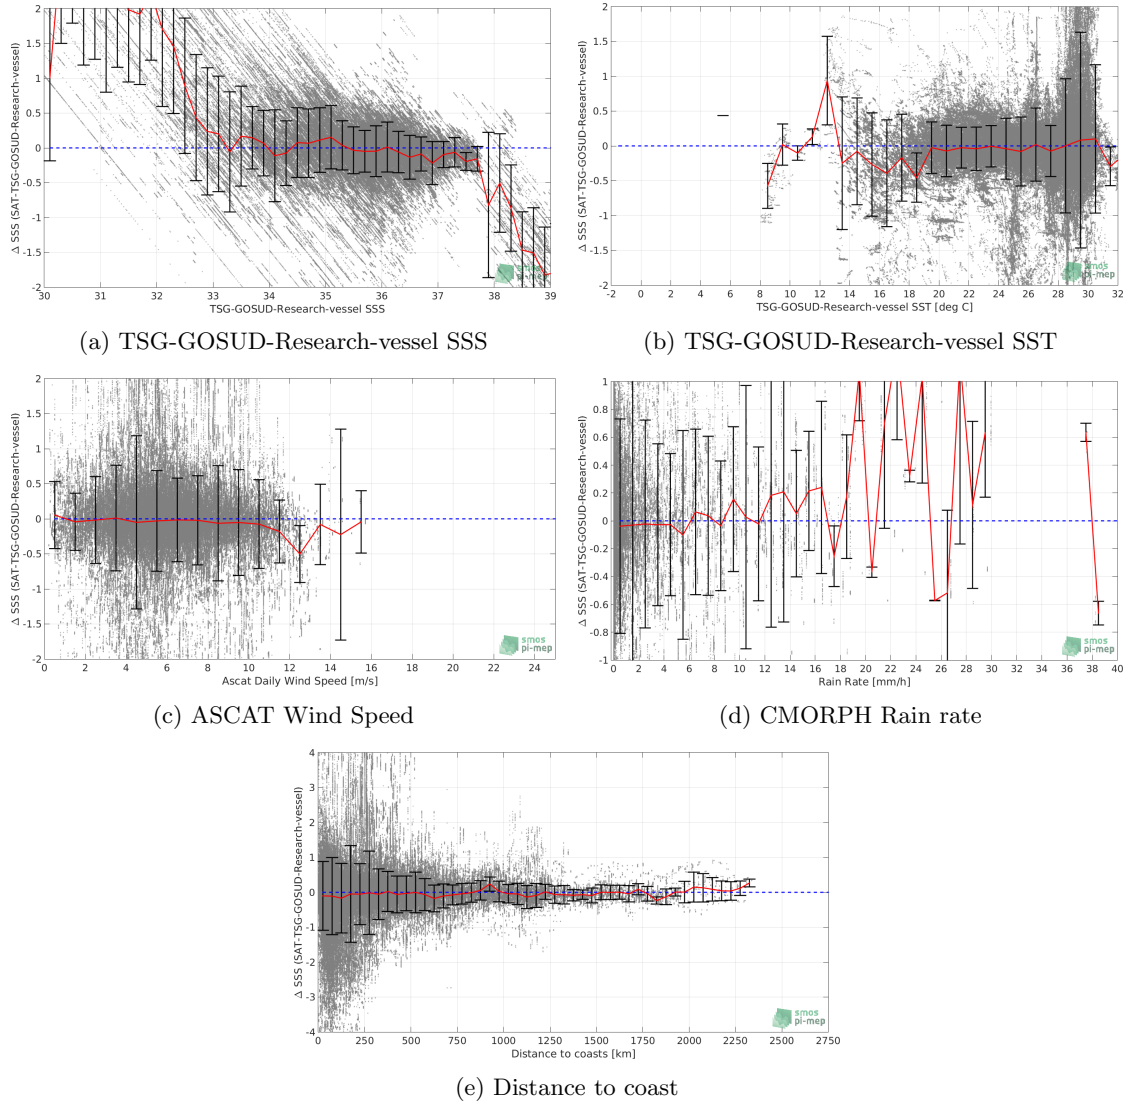 Δ SSS (SAT-TSG-GOSUD-Research-vessel)
2
1.5
1
0.5
0
-0.5
-1
-1.5
-2
30 31 32 33 34 35 36 37 38 39
TSG-GOSUD-Research-vessel SSS
smos
pi-mep
(a) TSG-GOSUD-Research-vessel SSS
Δ SSS (SAT-TSG-GOSUD-Research-vessel)
2
1.5
1
0.5
0
-0.5
-1
-1.5
-2
-2 0 2 4 6 8 10 12 14 16 18 20 22 24 26 28 30 32
TSG-GOSUD-Research-vessel SST [deg C]
smos
pi-mep
(b) TSG-GOSUD-Research-vessel SST
Δ SSS (SAT-TSG-GOSUD-Research-vessel)
2
1.5
1
0.5
0
-0.5
-1
-1.5
-2
0 2 4 6 8 10 12 14 16 18 20 22 24
Ascat Daily Wind Speed [m/s]
smos
pi-mep
(c) ASCAT Wind Speed
Δ SSS (SAT-TSG-GOSUD-Research-vessel)
1
0.8
0.6
0.4
0.2
0
-0.2
-0.4
-0.6
-0.8
-1
0 2 4 6 8 10 12 14 16 18 20 22 24 26 28 30 32 34 36 38 40
Rain Rate [mm/h]
smos
pi-mep
(d) CMORPH Rain rate
Δ SSS (SAT-TSG-GOSUD-Research-vessel)
4
3
2
1
0
-1
-2
-3
-4
0 250 500 750 1000 1250 1500 1750 2000 2250 2500 2750
Distance to coasts [km]
smos
pi-mep
(e) Distance to coast